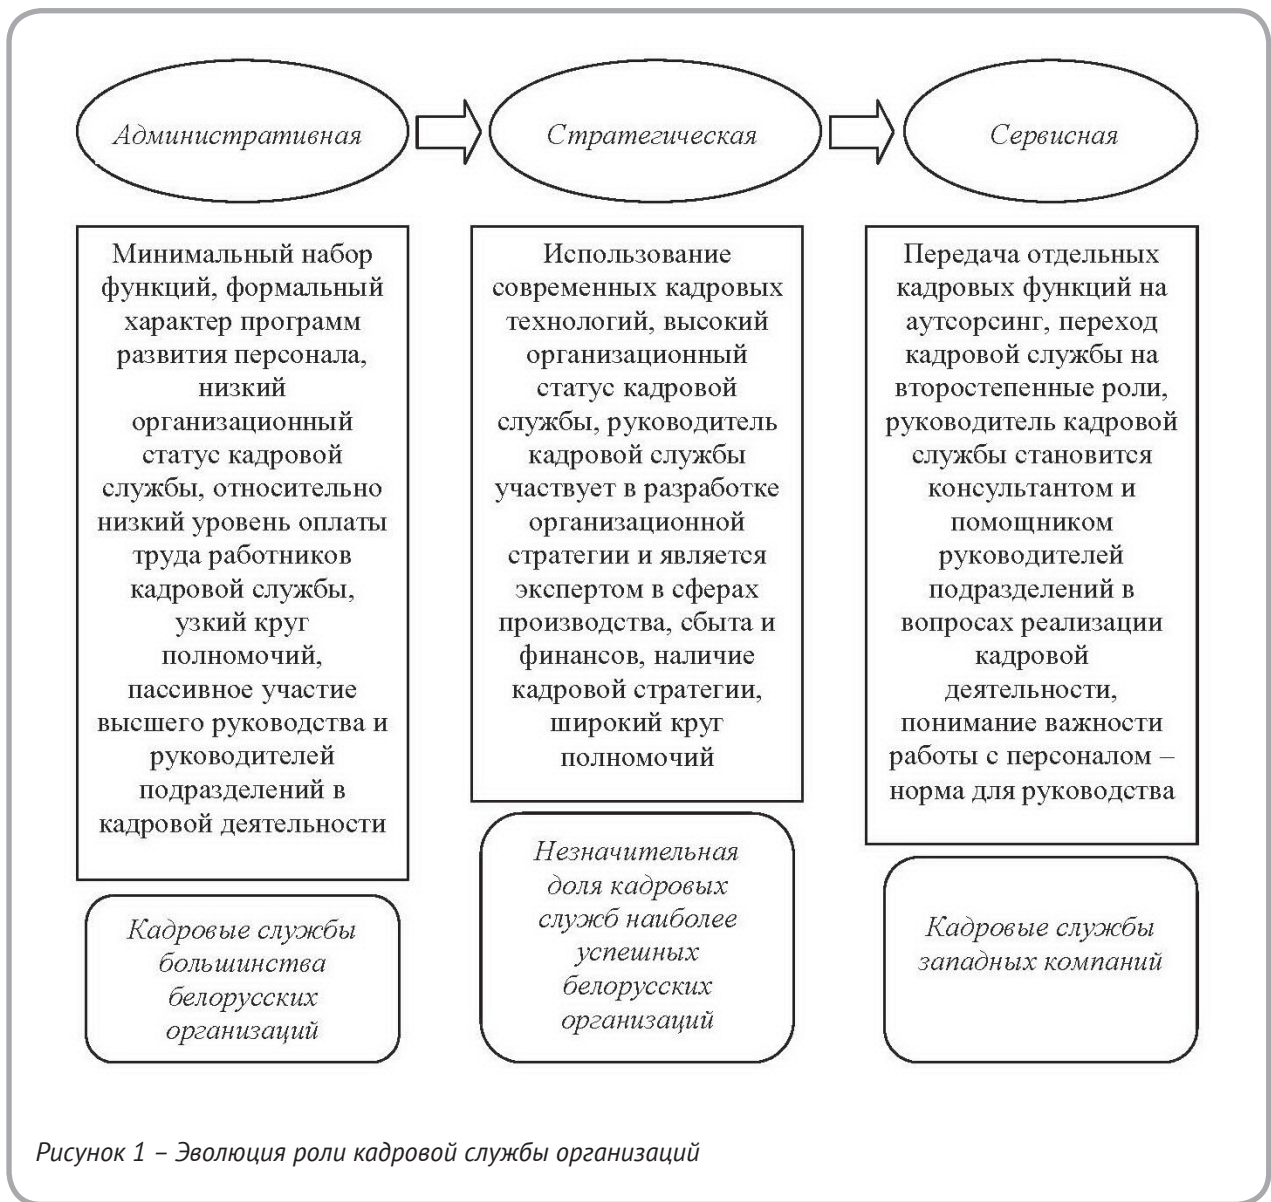 Административная
Стратегическая
Сервисная
Минимальный набор
функций, формальный
характер программ
развития персонала,
низкий
организационный
статус кадровой
службы, относительно
низкий уровень оплаты
труда работников
кадровой службы,
узкий круг
полномочий,
пассивное участие
высшего руководства и
руководителей
подразделений в
кадровой деятельности
Использование
современных кадровых
технологий, высокий
организационный
статус кадровой
службы, руководитель
кадровой службы
участвует в разработке
организационной
стратегии и является
экспертом в сферах
производства, сбыта и
финансов, наличие
кадровой стратегии,
широкий круг
полномочий
Передача отдельных
кадровых функций на
аутсорсинг, переход
кадровой службы на
второстепенные роли,
руководитель кадровой
службы становится
консультантом и
помощником
руководителей
подразделений в
вопросах реализации
кадровой
деятельности,
понимание важности
работы с персоналом –
норма для руководства
Кадровые службы
большинства
белорусских
организаций
Незначительная
доля кадровых
служб наиболее
успешных
белорусских
организаций
Кадровые службы
западных компаний
Рисунок 1 – Эволюция роли кадровой службы организаций